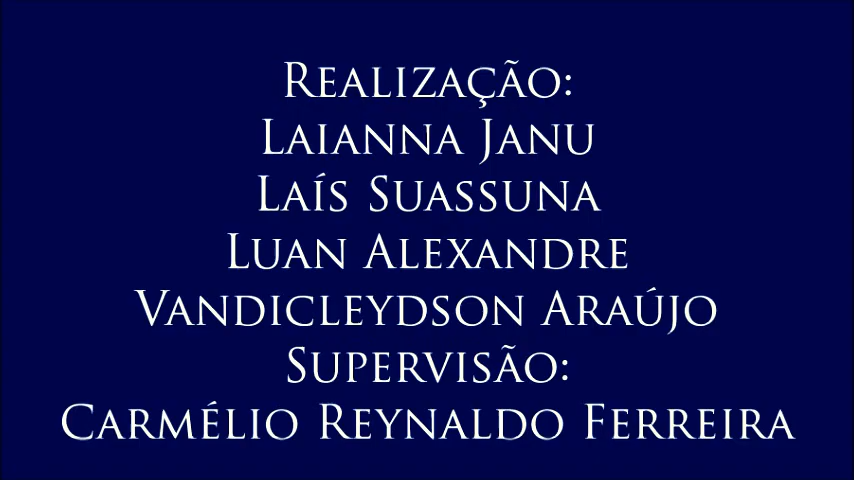 Realização:
Laianna Janu
Laís Suassuna
Luan Alexandre
Vandicleydson Araújo
Supervisão:
Carmélio Reynaldo Ferreira